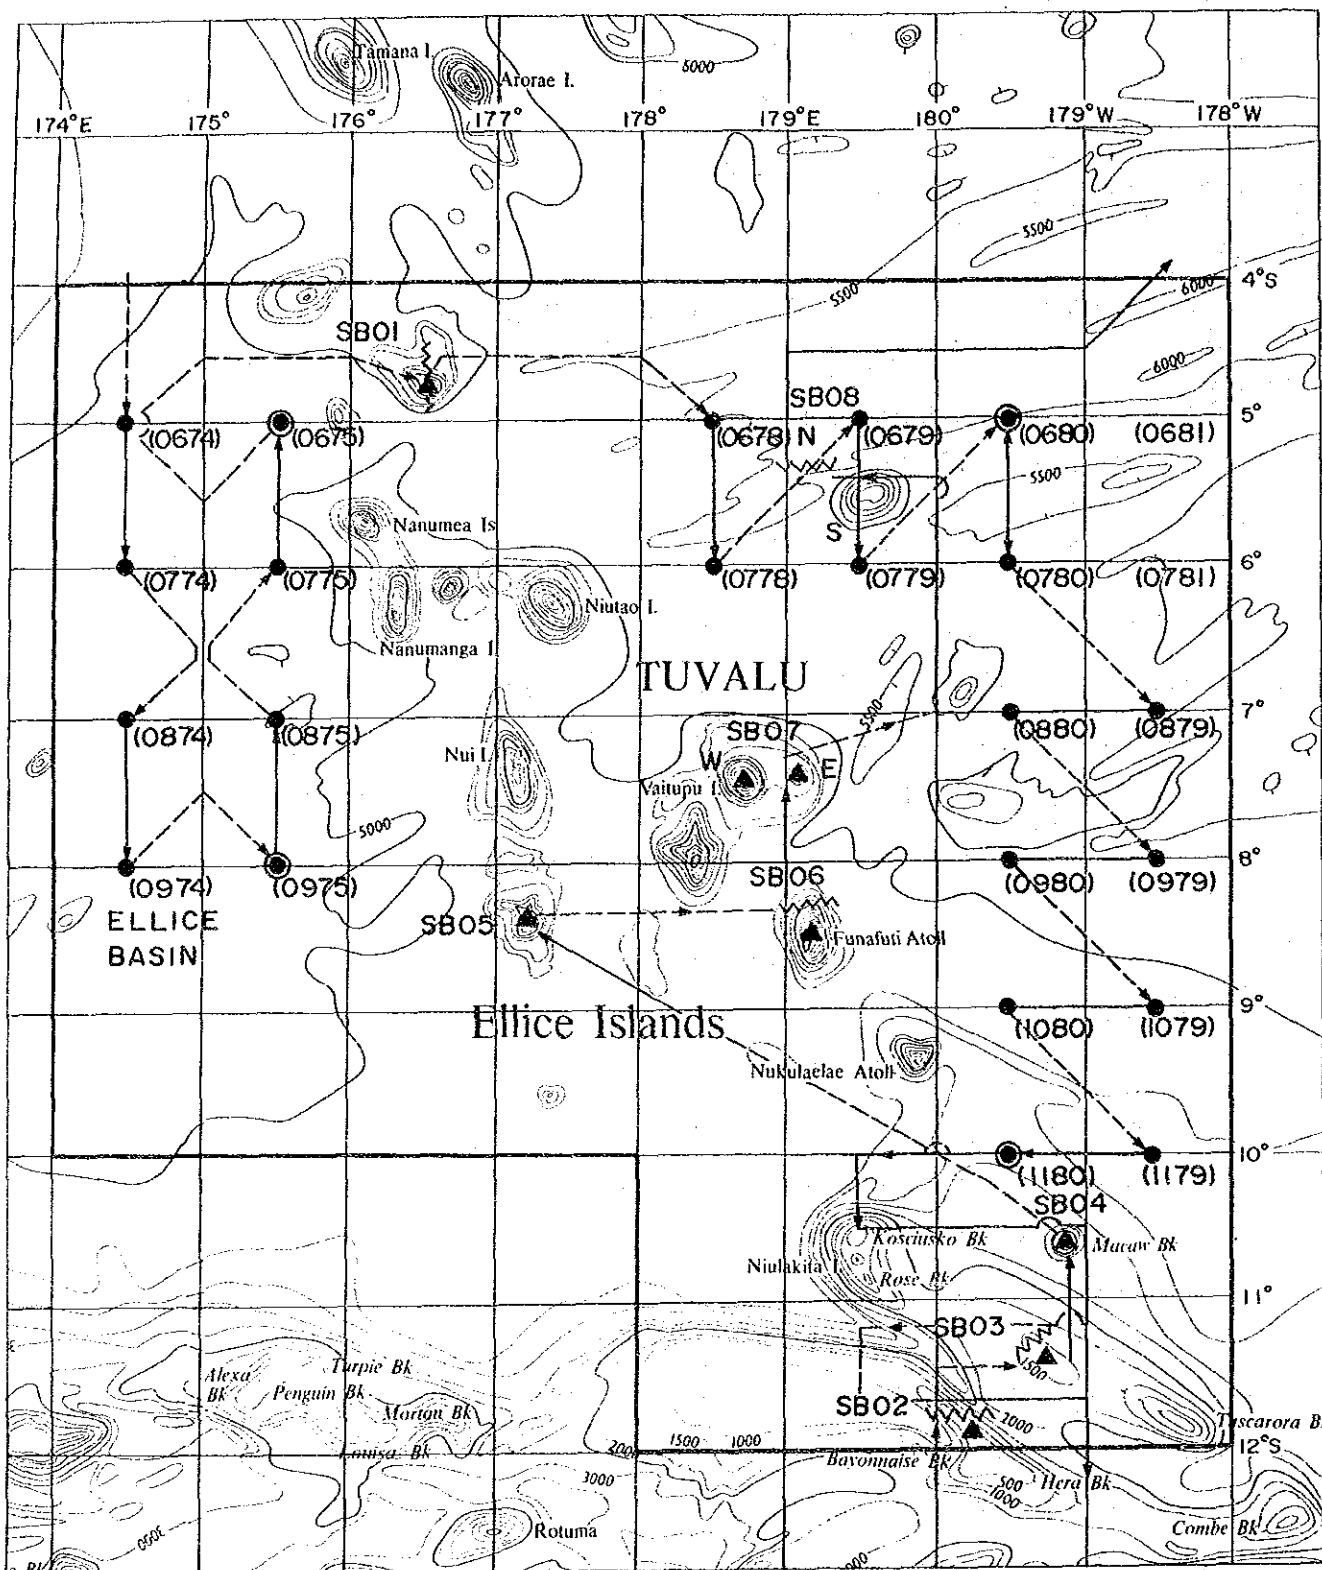 Tamana I.
Arorae I.
6000
174°E 175° 176° 177° 178° 179°E 180° 179°W 178°W
5500
4°S
5500
6000
SB01
6000
SB08
5°
(0674) (0675) (0678) N (0679) (0680) (0681)
5500
Nanumea Is
S
6°
(0774) (0775) (0778) (0779) (0780) (0781)
Niutao I.
Nanumanga I.
TUVALU
5500
7°
(0874) (0875) SB07 (0880) (0879)
Nui I.
W E
Vaitupu I.
5000
8°
(0974) (0975) SB06 (0980) (0979)
ELLICE
BASIN
SB05
Funafuti Atoll
9°
Ellice Islands
(1080) (1079)
Nukulaelae Atoll
10°
(1180) (1179)
SB04
Kosciusko Bk
Macaw Bk
Niulakita I.
Rose Bk
11°
SB03
1500
Alexa
Bk
Turpie Bk
Penguin Bk
Morton Bk
SB02
2000
Tuscarora B
Louisa Bk
2000 1500 1000
12°S
Bayonnaise Bk
3000
500
1000
Hera Bk
3000
Rotuma
Combe Bk
Bk